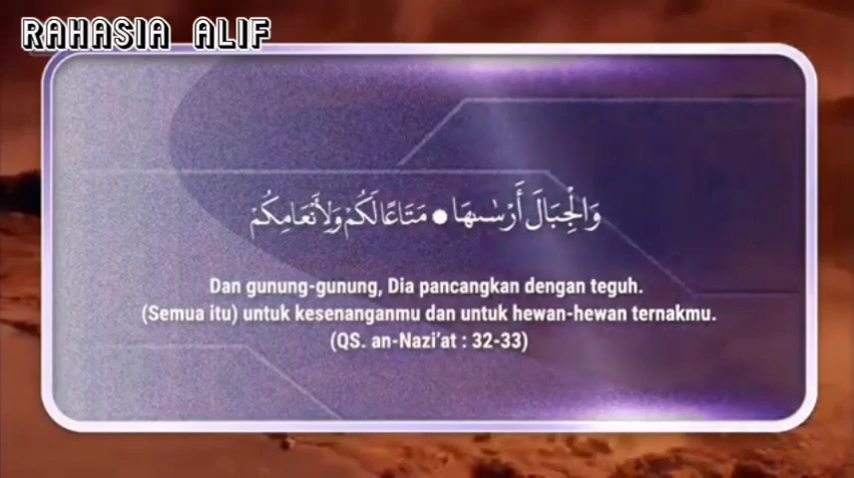 RAHASIA ALIF
وَالْجِبَالَ أَرْسٰىهَا ● مَتَاعًا لَكُمْ وَلِأَنْعَامِكُمْ
Dan gunung-gunung, Dia pancangkan dengan teguh.
(Semua itu) untuk kesenanganmu dan untuk hewan-hewan ternakmu.
(QS. an-Nazi'at : 32-33)